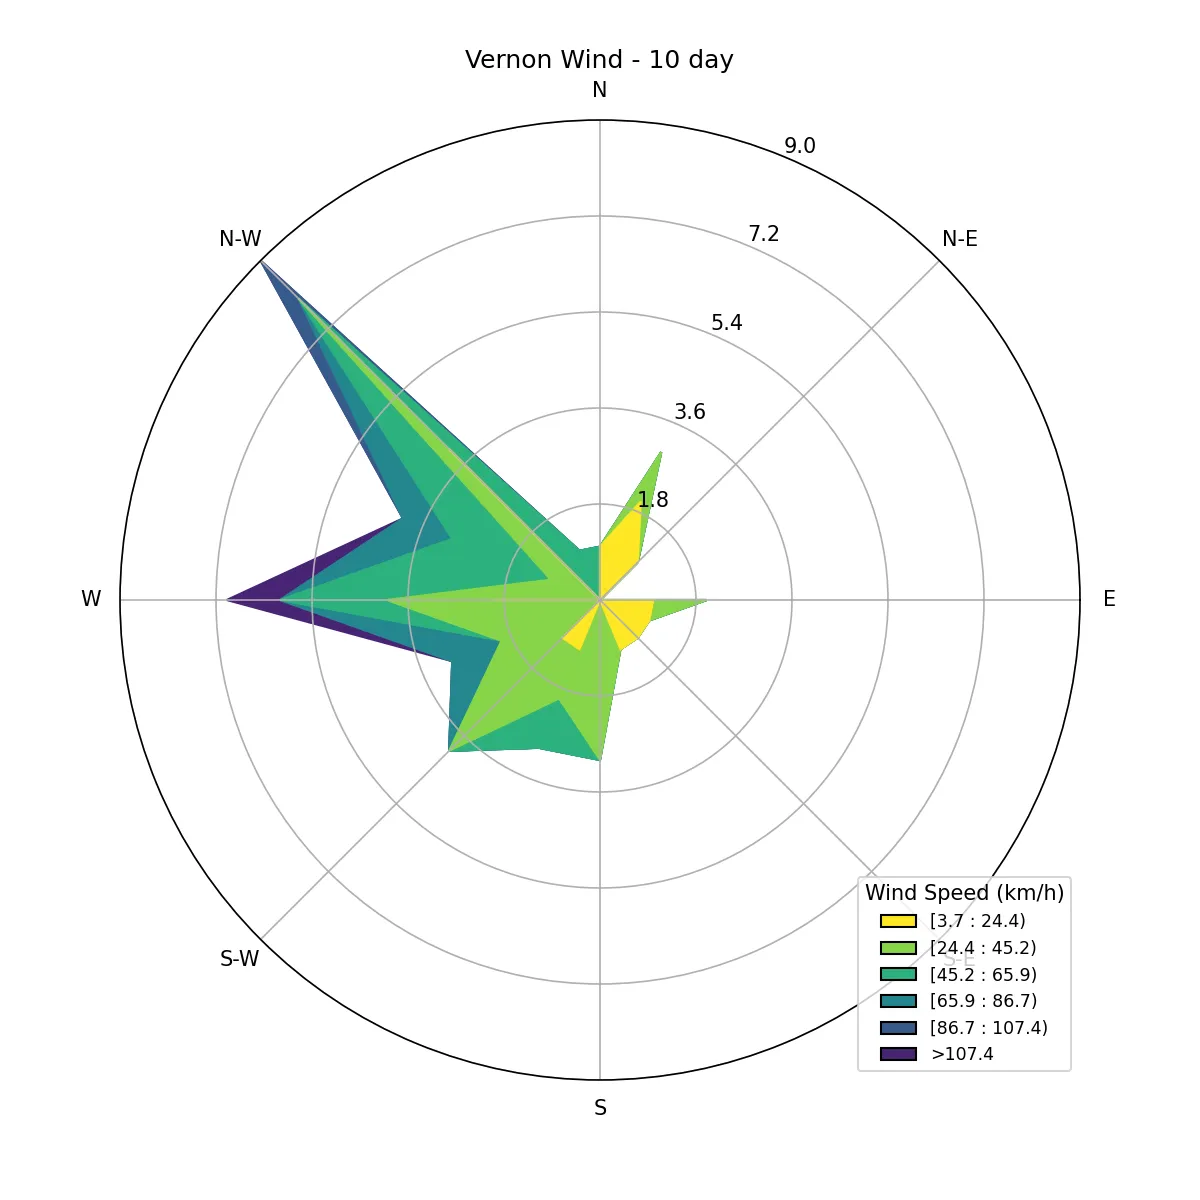 Vernon Wind - 10 day
N
9.0
N-W
N-E
7.2
5.4
3.6
1.8
W
E
S-W
S-E
S
Wind Speed (km/h)
[3.7 : 24.4)
[24.4 : 45.2)
[45.2 : 65.9)
[65.9 : 86.7)
[86.7 : 107.4)
>107.4